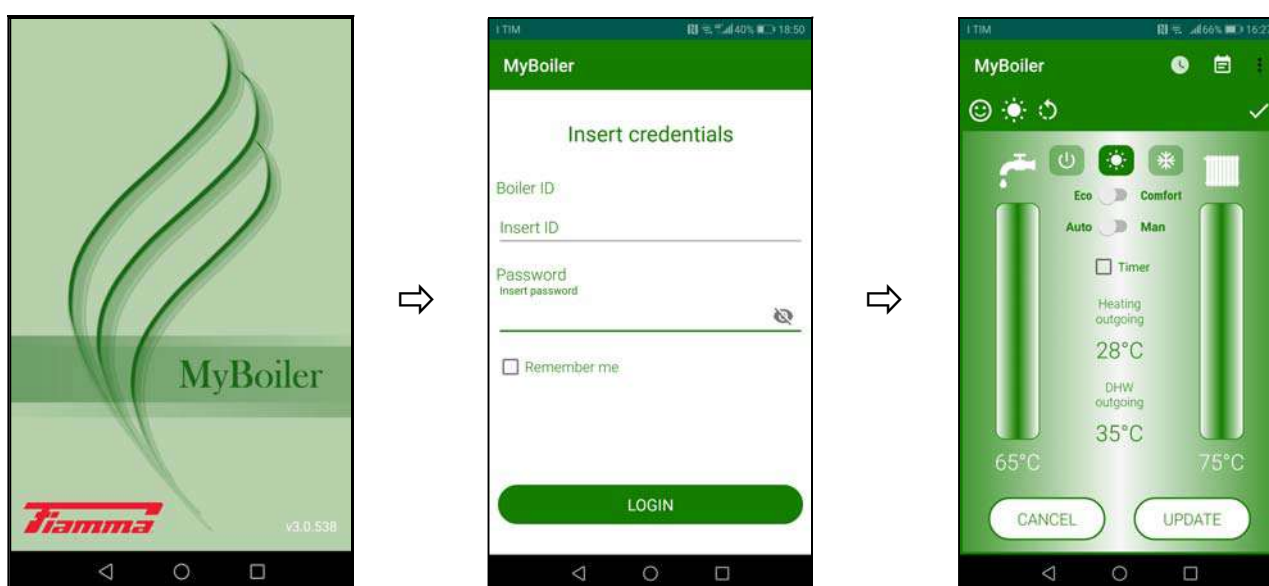 MyBoiler
Fiamma
v3.0.538
I TIM 40% 18:50
MyBoiler
Insert credentials
Boiler ID
Insert ID
Password
Insert password
Remember me
LOGIN
I TIM 66% 16:27
MyBoiler
Eco Comfort
Auto Man
Timer
Heating
outgoing
28°C
DHW
outgoing
35°C
65°C 75°C
CANCEL UPDATE